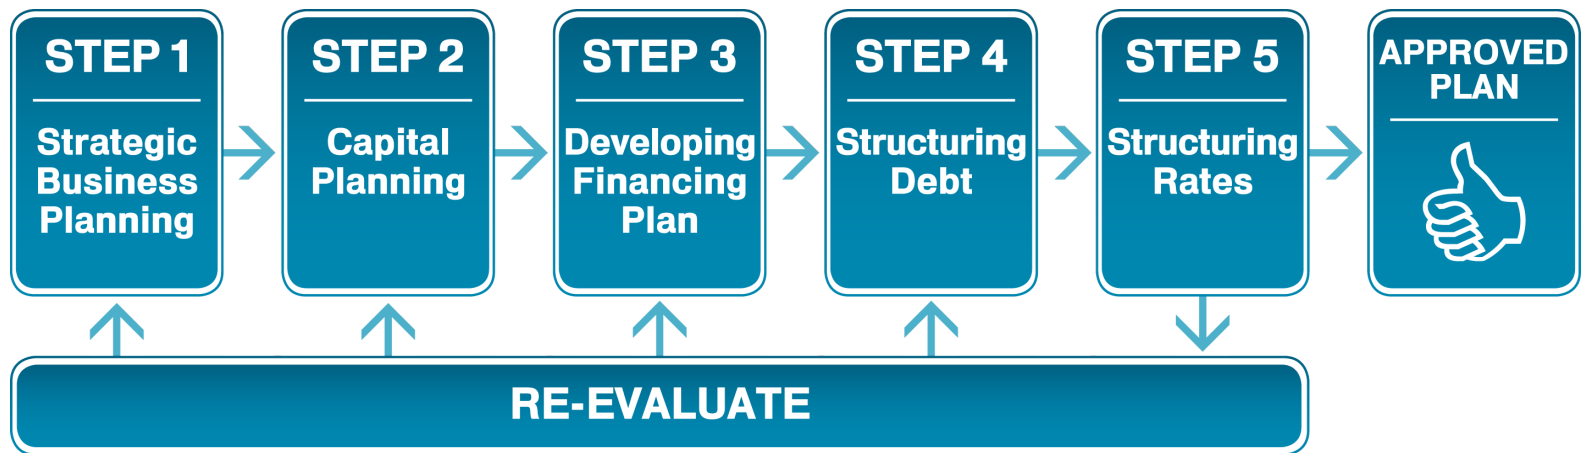 STEP 1
Strategic
Business
Planning
STEP 2
Capital
Planning
STEP 3
Developing
Financing
Plan
STEP 4
Structuring
Debt
STEP 5
Structuring
Rates
APPROVED
PLAN
RE-EVALUATE